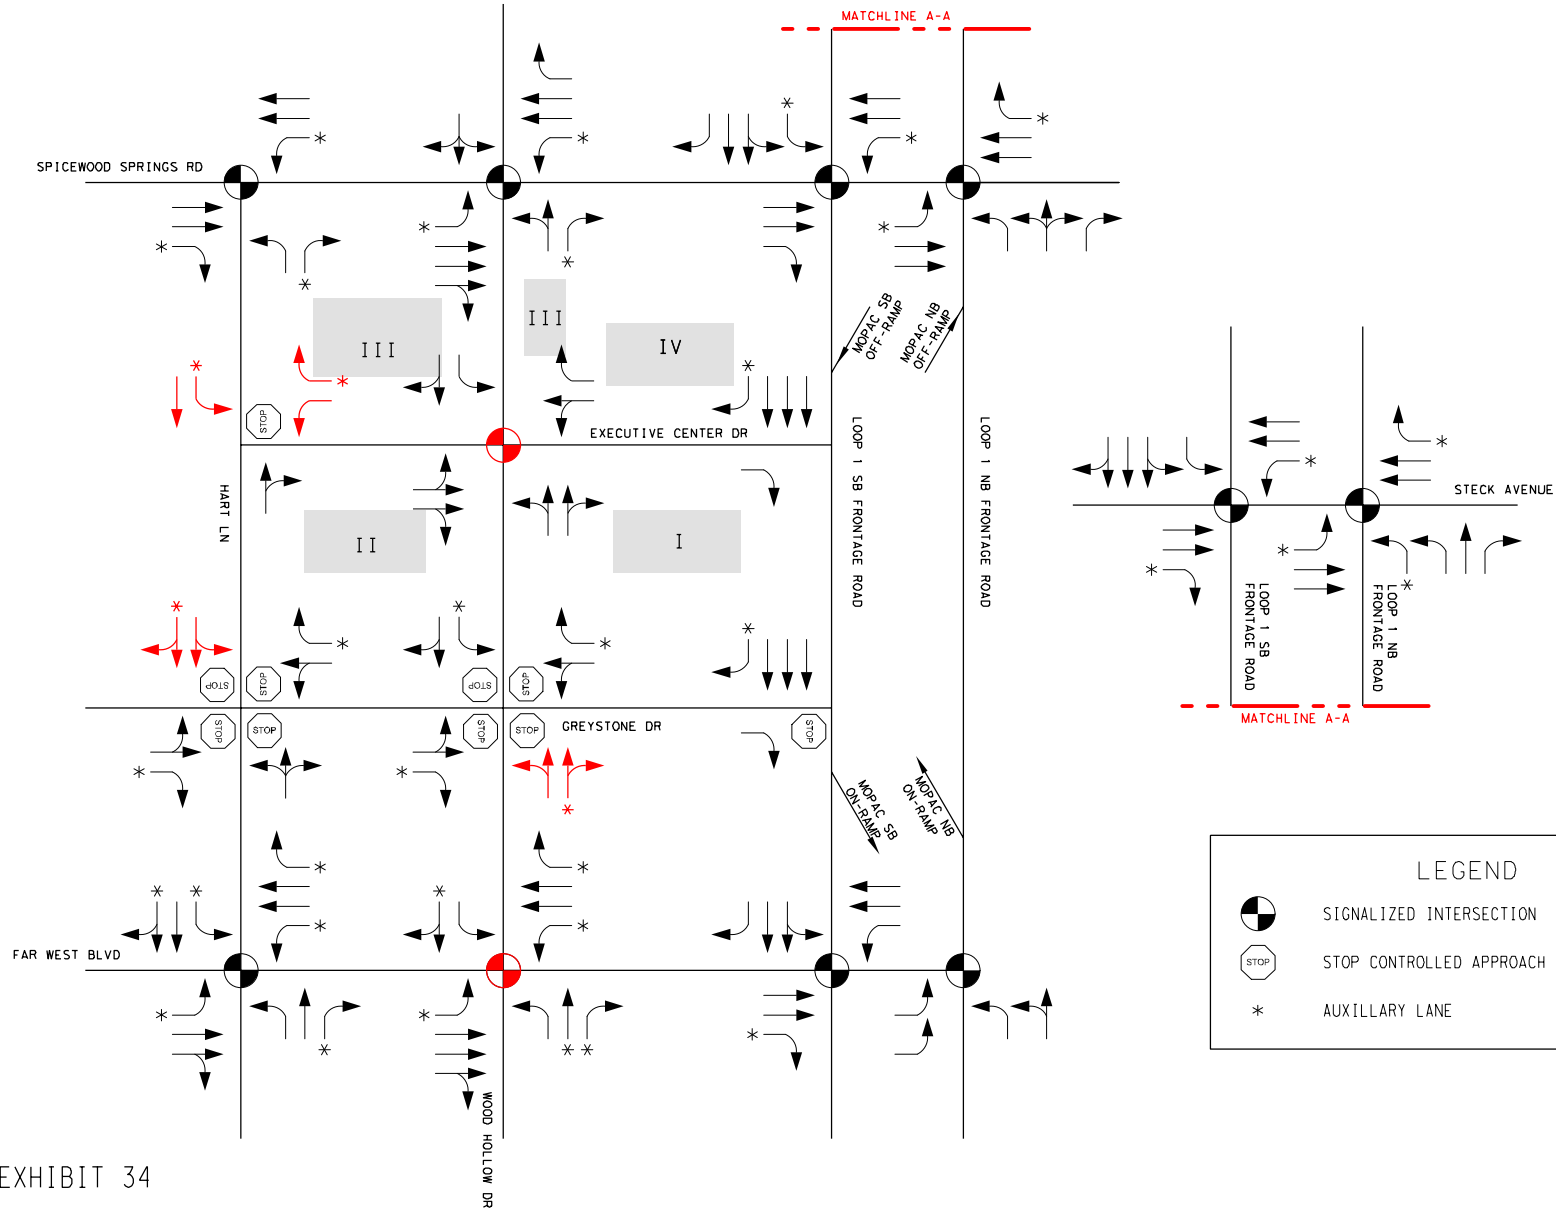 MATCHLINE A-A
SPICEWOOD SPRINGS RD
III
III
IV
MOPAC SB
OFF-RAMP
MOPAC NB
OFF-RAMP
STOP
EXECUTIVE CENTER DR
HART LN
LOOP 1 SB FRONTAGE ROAD
LOOP 1 NB FRONTAGE ROAD
STECK AVENUE
II
I
LOOP 1 SB
FRONTAGE ROAD
LOOP 1 NB
FRONTAGE ROAD
MATCHLINE A-A
STOP
STOP
STOP
STOP
STOP
STOP
STOP
STOP
GREYSTONE DR
STOP
MOPAC SB
ON-RAMP
MOPAC NB
ON-RAMP
FAR WEST BLVD
WOOD HOLLOW DR
LEGEND
SIGNALIZED INTERSECTION
STOP
STOP CONTROLLED APPROACH
* AUXILLARY LANE
EXHIBIT 34